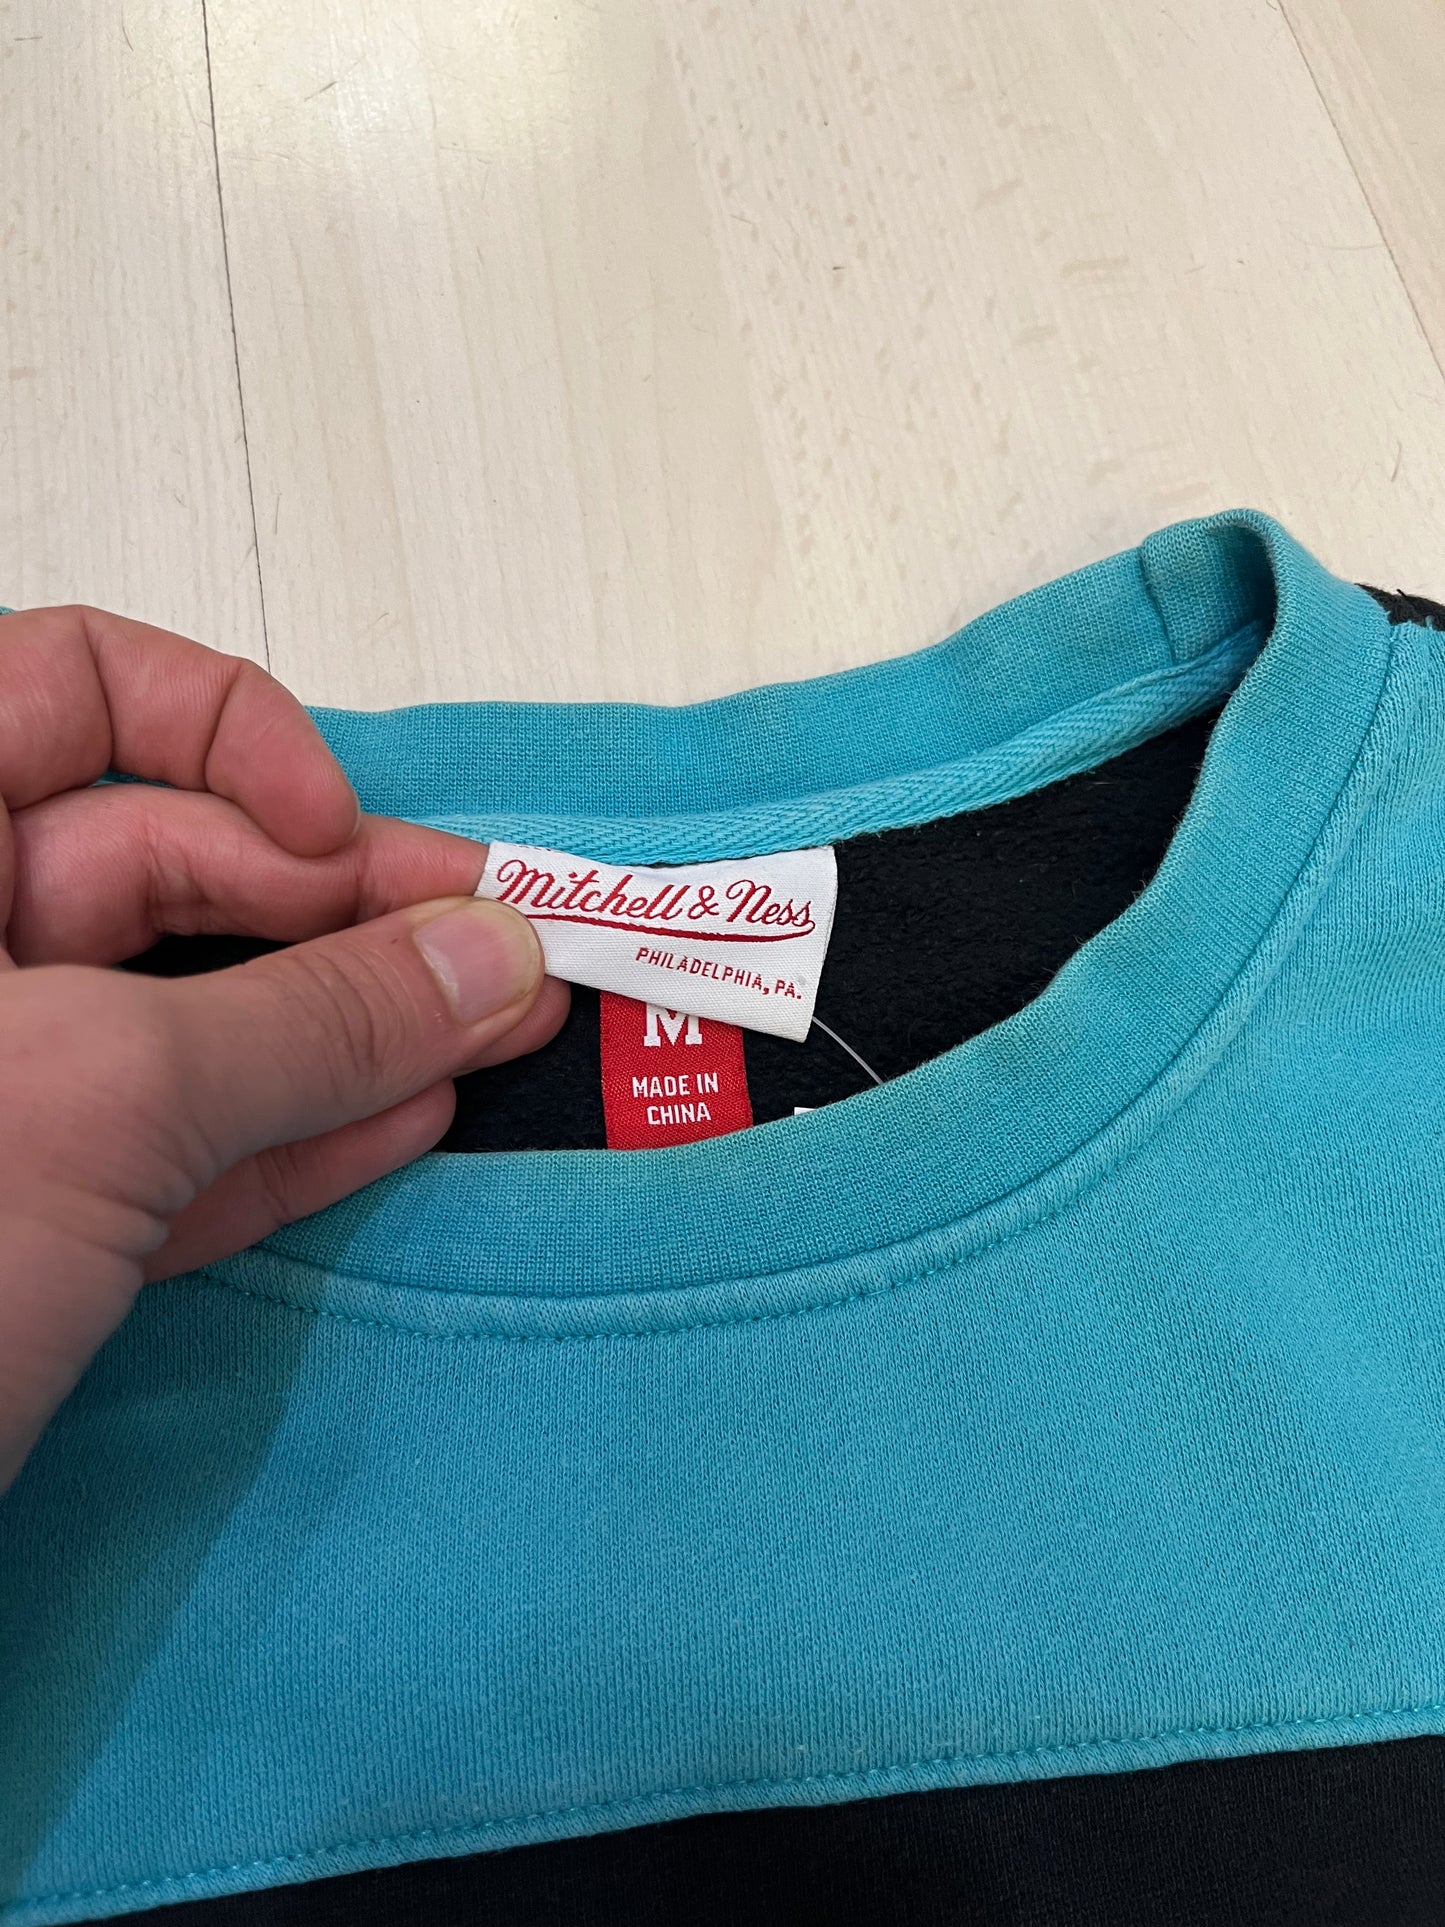 Mitchell & Ness
PHILADELPHIA, PA.
M
MADE IN
CHINA